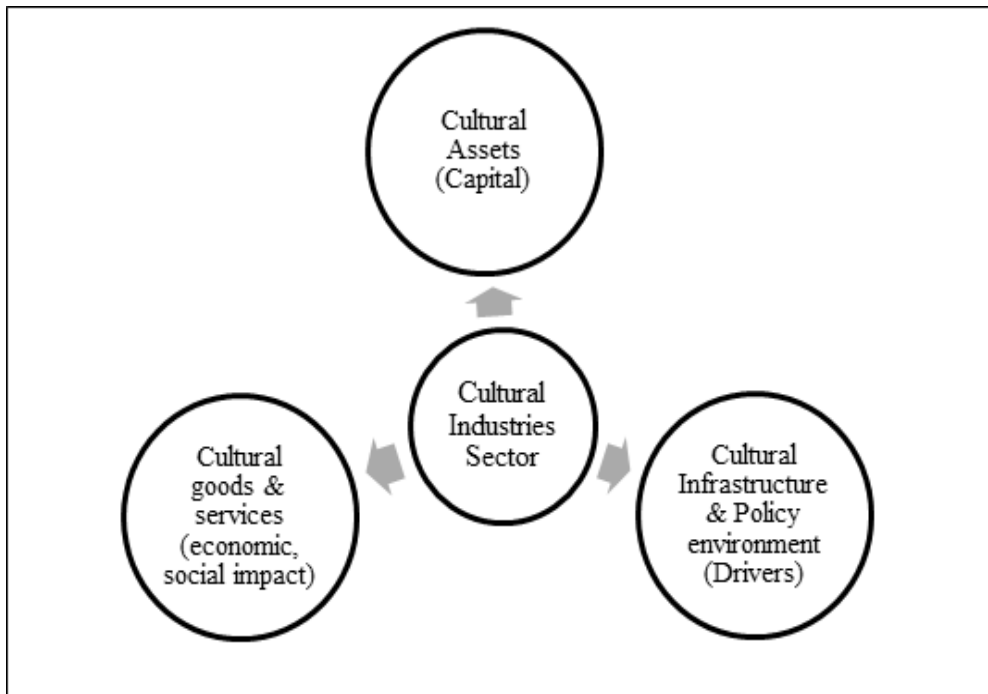 Cultural
Assets
(Capital)
Cultural
Industries
Sector
Cultural
goods &
services
(economic,
social impact)
Cultural
Infrastructure
& Policy
environment
(Drivers)